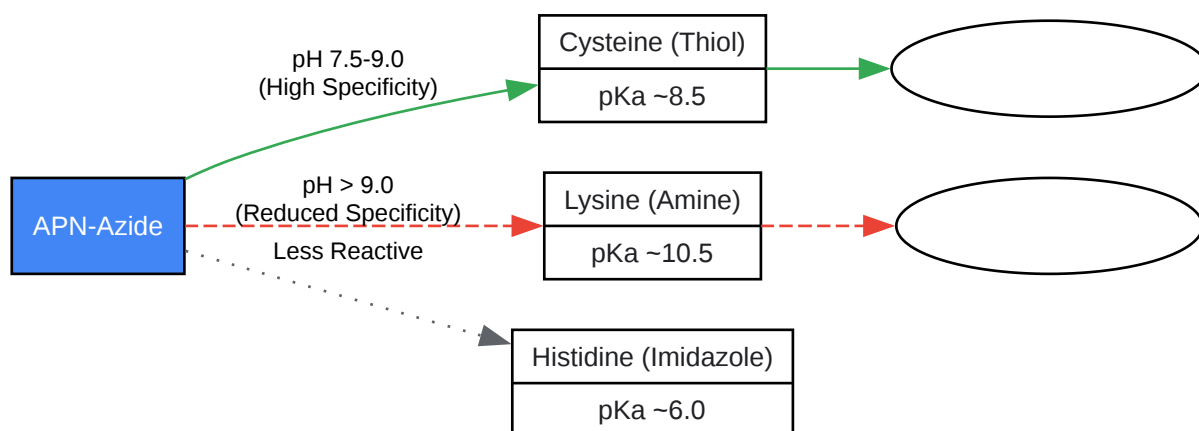 Cysteine (Thiol)
pH 7.5-9.0
(High Specificity)
pKa ~8.5
APN-Azide
pH > 9.0
(Reduced Specificity)
Less Reactive
Lysine (Amine)
pKa ~10.5
Histidine (Imidazole)
pKa ~6.0